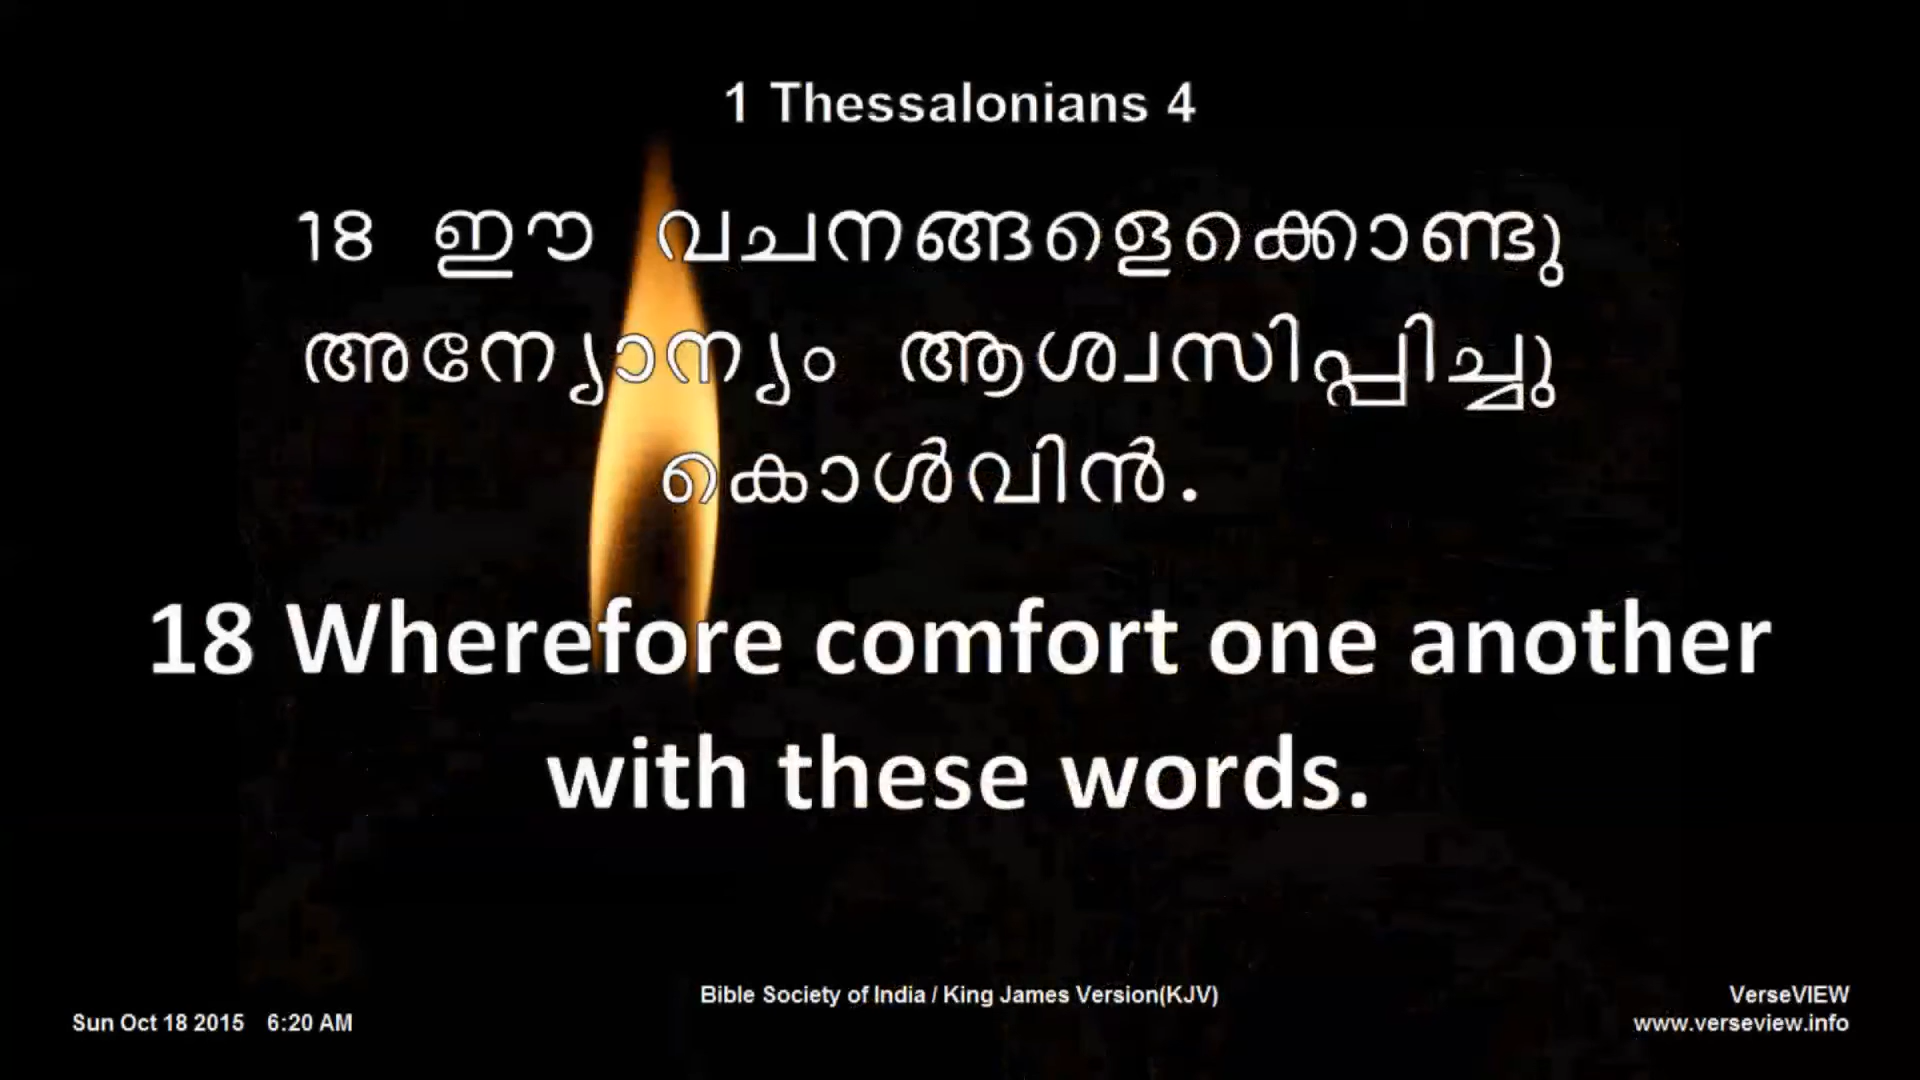 1 Thessalonians 4
18 ഈ വചനങ്ങളെക്കൊണ്ടു
അന്യോന്യം ആശ്വസിപ്പിച്ചു
കൊൾവിൻ.
18 Wherefore comfort one another
with these words.
Bible Society of India / King James Version(KJV)
VerseVIEW
Sun Oct 18 2015 6:20 AM
www.verseview.info